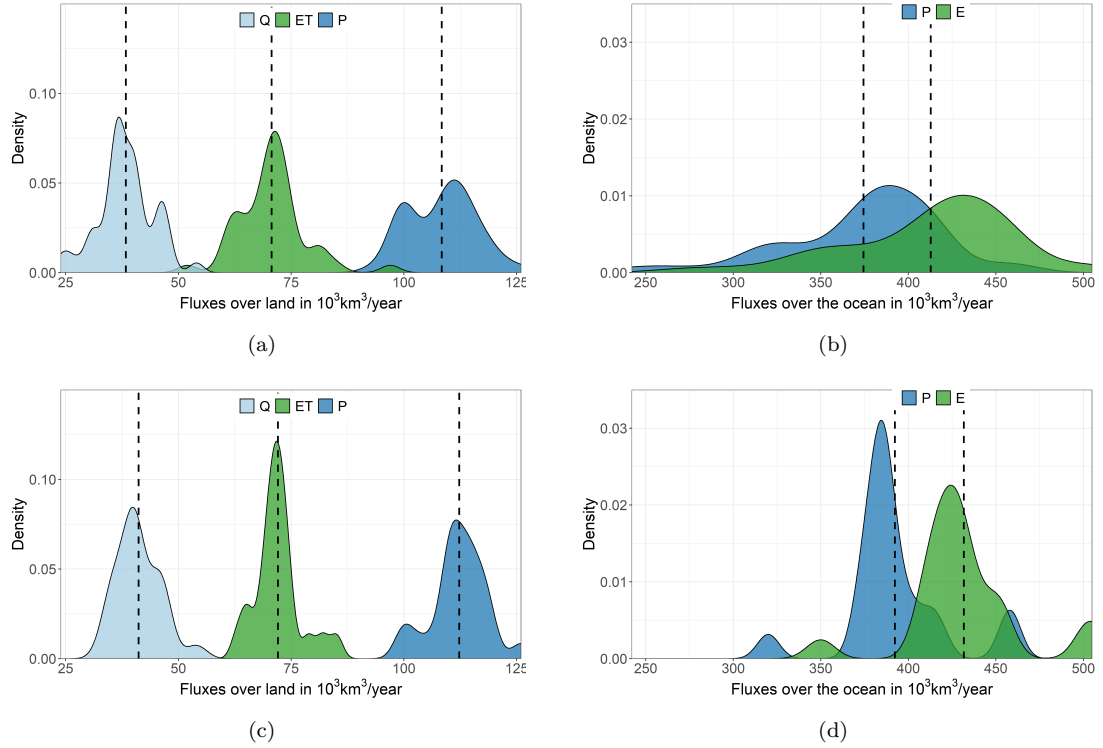 Q ET P
Density
0.10
0.05
0.00
25 50 75 100 125
Fluxes over land in 10³km³/year
(a)
P E
Density
0.03
0.02
0.01
0.00
250 300 350 400 450 500
Fluxes over the ocean in 10³km³/year
(b)
Q ET P
Density
0.10
0.05
0.00
25 50 75 100 125
Fluxes over land in 10³km³/year
(c)
P E
Density
0.03
0.02
0.01
0.00
250 300 350 400 450 500
Fluxes over the ocean in 10³km³/year
(d)